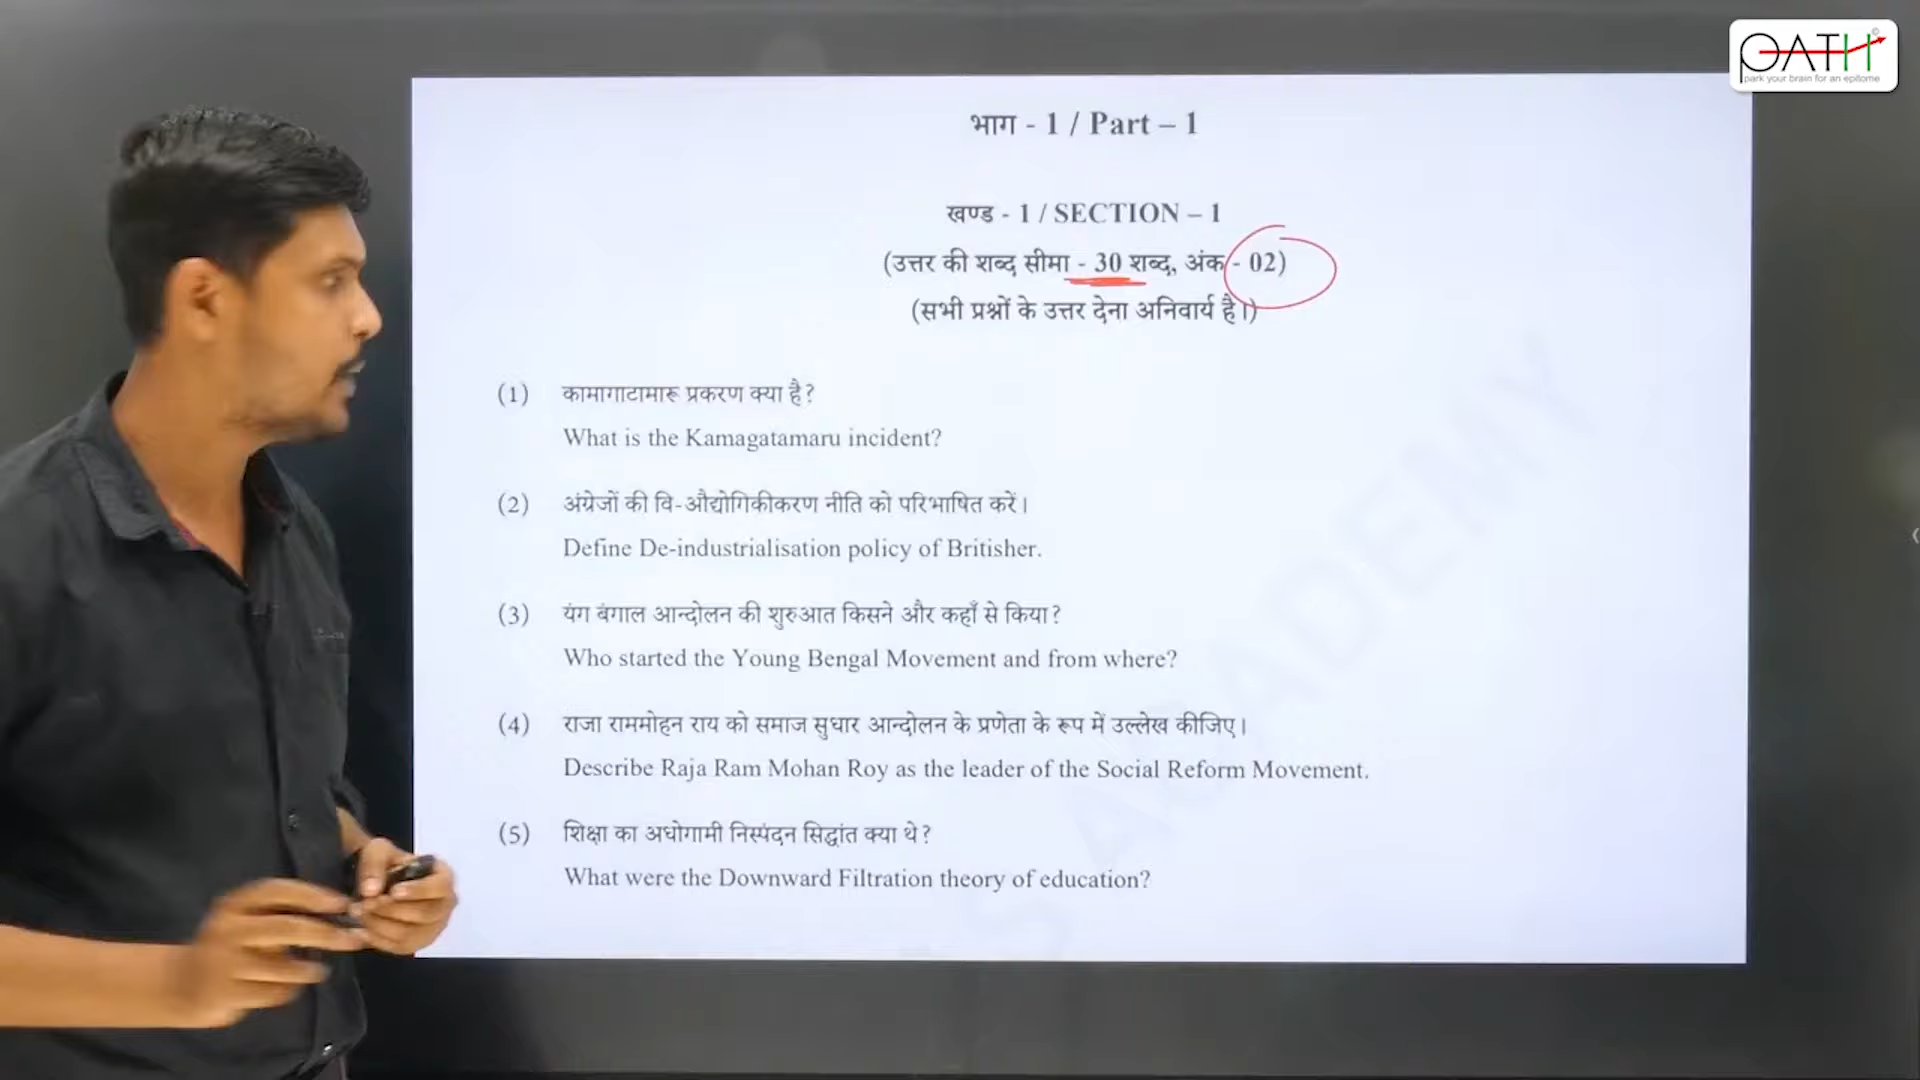 PATH
park your brain for an epitome
भाग - 1 / Part – 1
खण्ड - 1 / SECTION – 1
(उत्तर की शब्द सीमा - 30 शब्द, अंक - 02)
(सभी प्रश्नों के उत्तर देना अनिवार्य है।)
(1) कामागाटामारू प्रकरण क्या है?
What is the Kamagatamaru incident?
(2) अंग्रेजों की वि-औद्योगिकीकरण नीति को परिभाषित करें।
Define De-industrialisation policy of Britisher.
(3) यंग बंगाल आन्दोलन की शुरुआत किसने और कहाँ से किया?
Who started the Young Bengal Movement and from where?
(4) राजा राममोहन राय को समाज सुधार आन्दोलन के प्रणेता के रूप में उल्लेख कीजिए।
Describe Raja Ram Mohan Roy as the leader of the Social Reform Movement.
(5) शिक्षा का अधोगामी निस्पंदन सिद्धांत क्या थे?
What were the Downward Filtration theory of education?
S ACADEMY